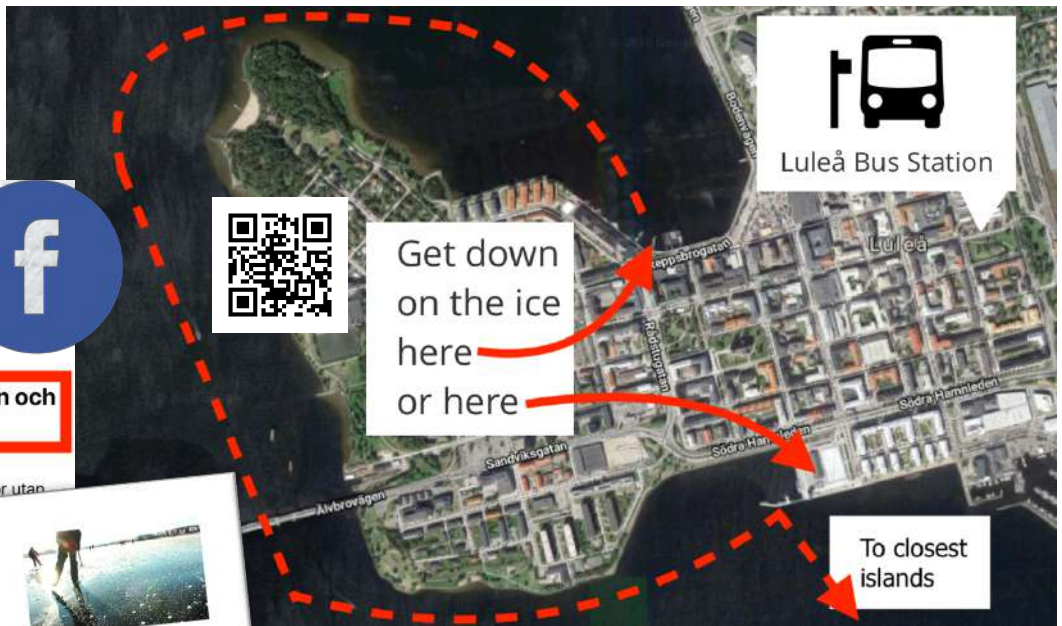 Luleå Bus Station
Bodenvägen
Luleå
Skeppsbrogatan
Get down
on the ice
here
or here
Rådstugatan
f
n och
Södra Hamnleden
Södra Hamnleden
Sandviksgatan
r utan
Älvbrovägen
To closest
islands